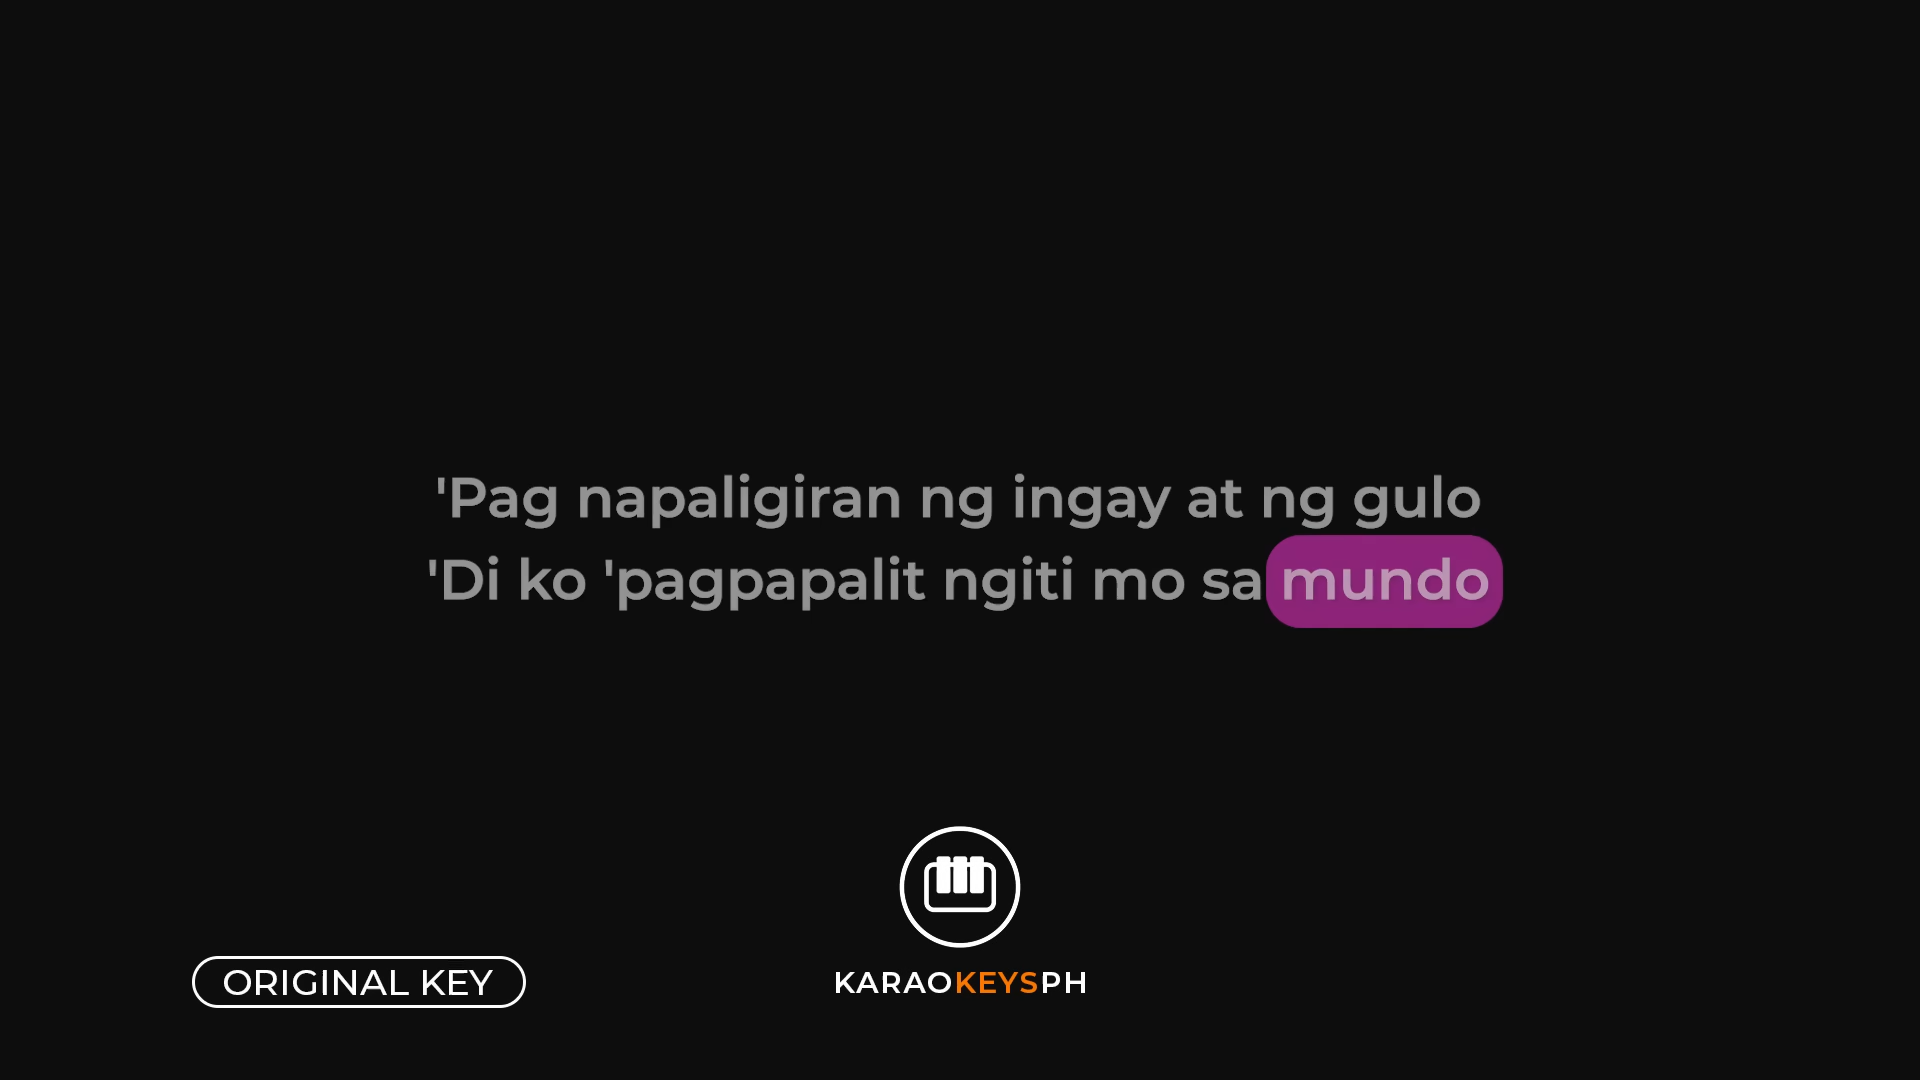 'Pag napaligiran ng ingay at ng gulo
'Di ko 'pagpapalit ngiti mo sa mundo
ORIGINAL KEY
KARAOKEYSPH